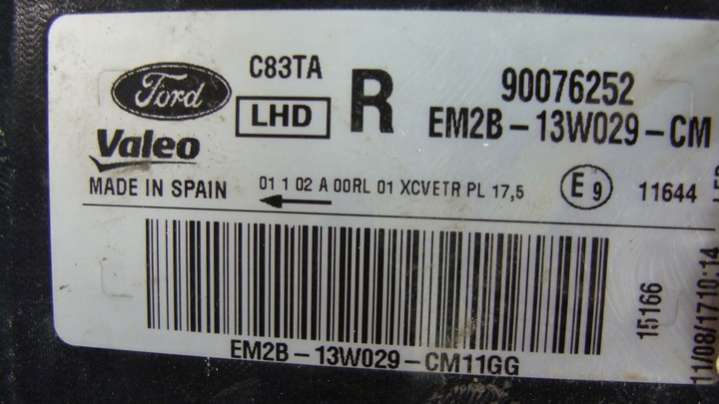 C83TA
Ford
LHD
R
90076252
EM2B-13W029-CM
Valeo
MADE IN SPAIN
01 1 02 A 00RL 01 XCVETR PL 17,5
E9
11644
15166
11/08/17 10:14
EM2B-13W029-CM11GG